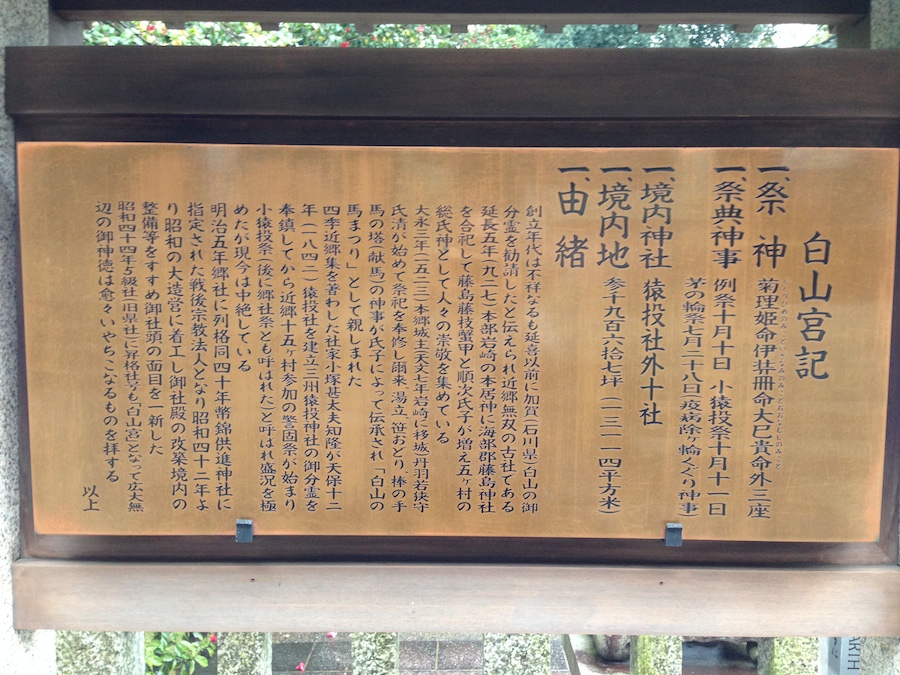 白山宮記
一、祭　神　菊理姫命伊弉冊命大巳貴命外三座
一、祭典神事　例祭十月十日　小猿投祭十月十一日
茅の輪祭七月二十八日(疫病除ヶ輪くぐり神事)
一、境内神社　猿投社外十社
一、境内地　参千九百六拾七坪(一三一一四平方米)
一、由　緒
創立年代は不祥なるも延喜以前に加賀(石川県)白山の御
分霊を勧請したと伝えられ近郷無双の古社である
延長五年(九二七)本部岩崎の本居神に海部郡藤島神社
を合祀して藤島藤枝蟹甲と順次氏子が増え五ヶ村の
総氏神として人々の崇敬を集めている
大永三年(一五二三)本郷城主(天文七年岩崎に移城)丹羽若狭守
氏清が始めて祭祀を奉修し爾来、湯立、笹おどり、棒の手
馬の塔(献馬)の神事が氏子によって伝承され「白山の
馬まつり」として親しまれた
四季近郷集を著わした社家小塚甚太夫知隆が天保十二
年(一八四二)猿投社を建立三州猿投神社の御分霊を
奉鎮してから近郷十五ヶ村参加の警固祭が始まり
小猿投祭(後に郷社祭とも呼ばれた)と呼ばれ盛況を極
めたが現今は中絶している
明治五年郷社に列格同四十年幣錦供進神社に
指定された戦後宗教法人となり昭和四十二年よ
り昭和の大造営に着工し御社殿の改築境内の
整備等をすすめ御社頭の面目を一新した
昭和四十四年5級社(旧県社)に昇格社号も白山宮となって広大無
辺の御神徳は愈々いやちこなるものを拝する
以上